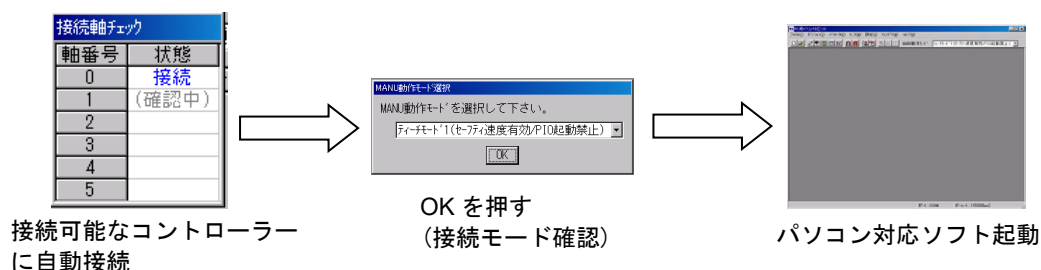 接続軸チェック
軸番号 状態
0 接続
1 (確認中)
2
3
4
5
接続可能なコントローラー
に自動接続
MANU動作モード選択
MANU動作モードを選択して下さい。
ティーチモード1(セーフティ速度有効/PIO起動禁止)
OK
OK を押す
（接続モード確認）
パソコン対応ソフト起動